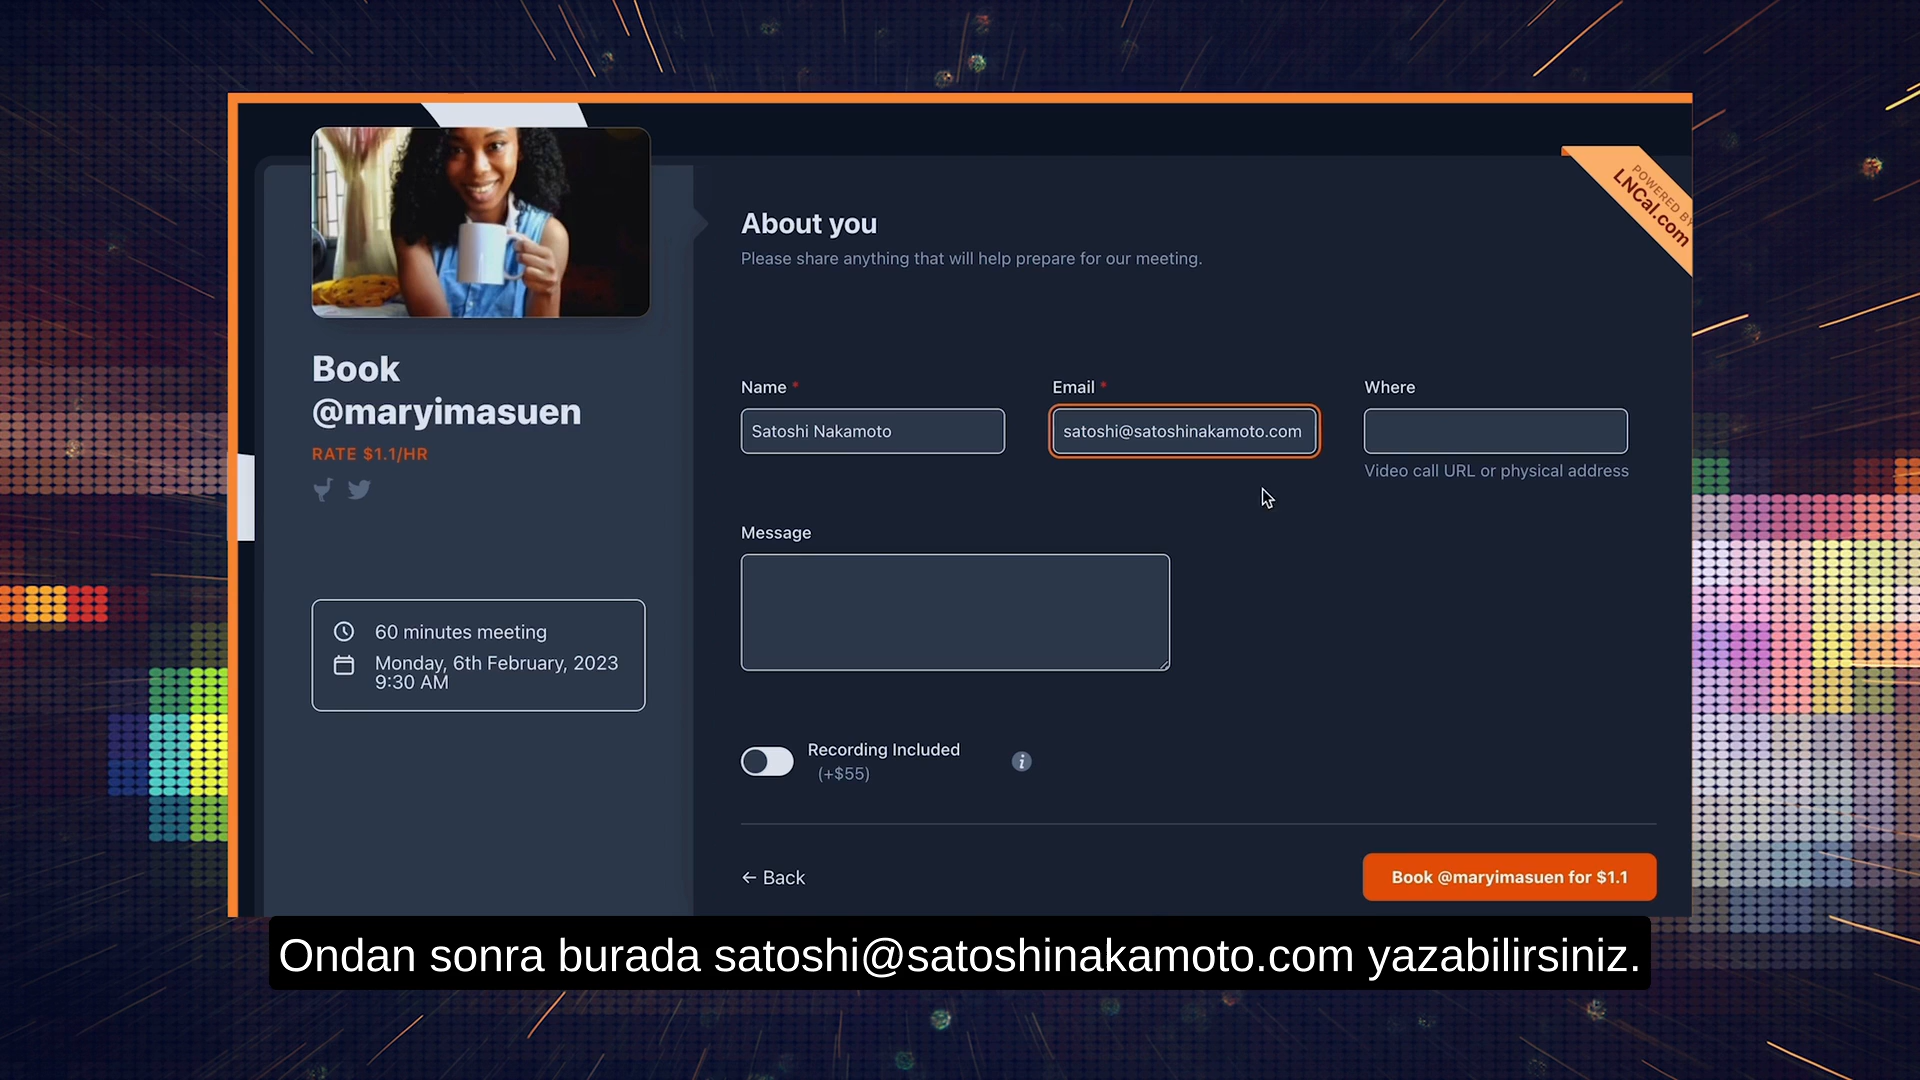 POWERED BY
LNCal.com
Book
@maryimasuen
RATE $1.1/HR
60 minutes meeting
Monday, 6th February, 2023
9:30 AM
About you
Please share anything that will help prepare for our meeting.
Name *
Satoshi Nakamoto
Email *
satoshi@satoshinakamoto.com
Where
Video call URL or physical address
Message
Recording Included
(+$55)
← Back
Book @maryimasuen for $1.1
Ondan sonra burada satoshi@satoshinakamoto.com yazabilirsiniz.